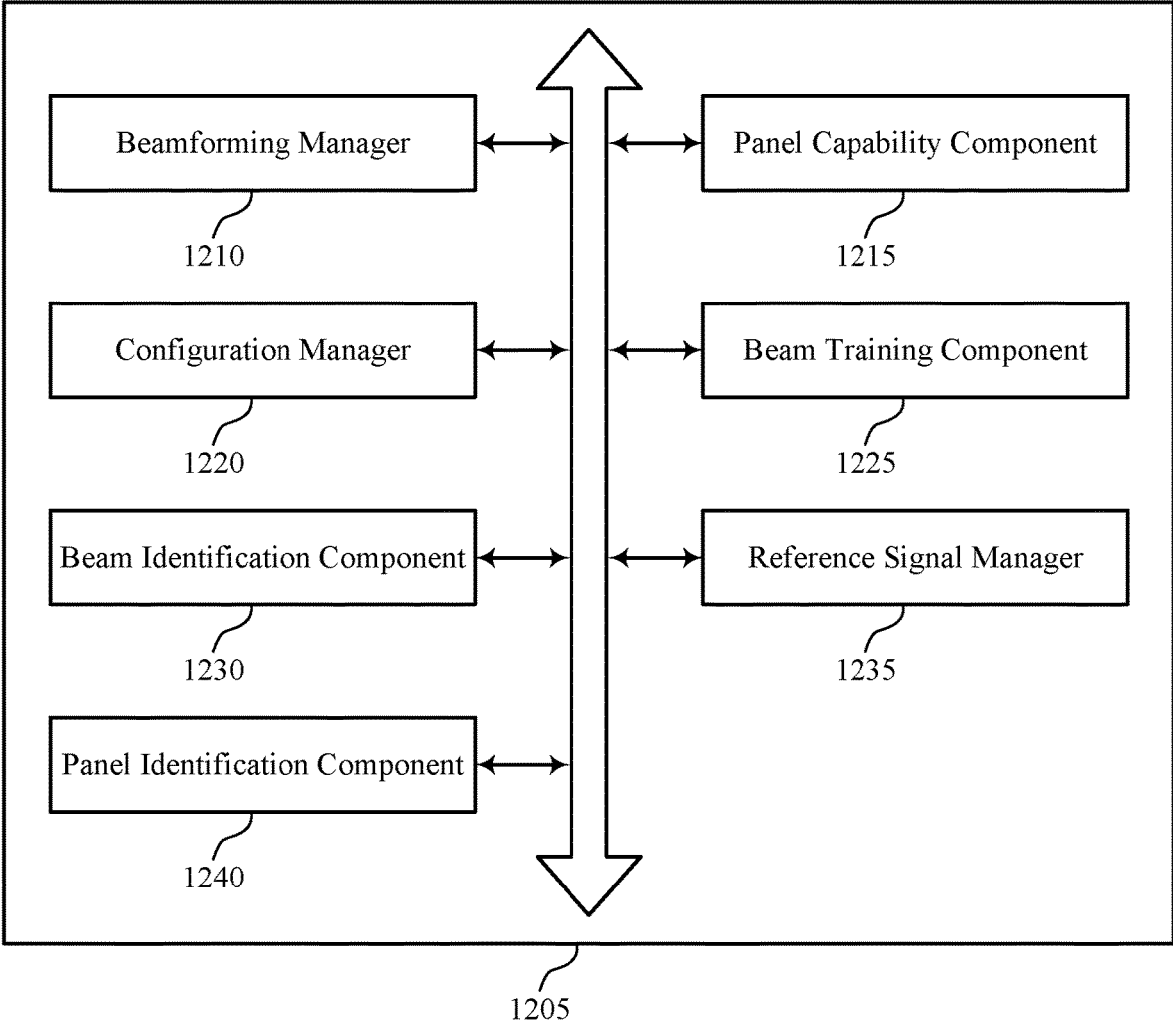 Beamforming Manager
1210
Panel Capability Component
1215
Configuration Manager
1220
Beam Training Component
1225
Beam Identification Component
1230
Reference Signal Manager
1235
Panel Identification Component
1240
1205